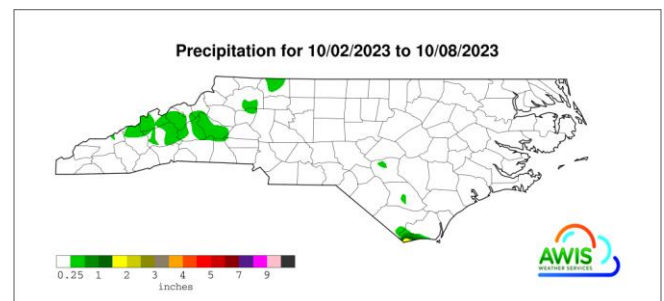 Precipitation for 10/02/2023 to 10/08/2023
0.25 1 2 3 4 5 7 9
inches
AWIS
WEATHER SERVICES